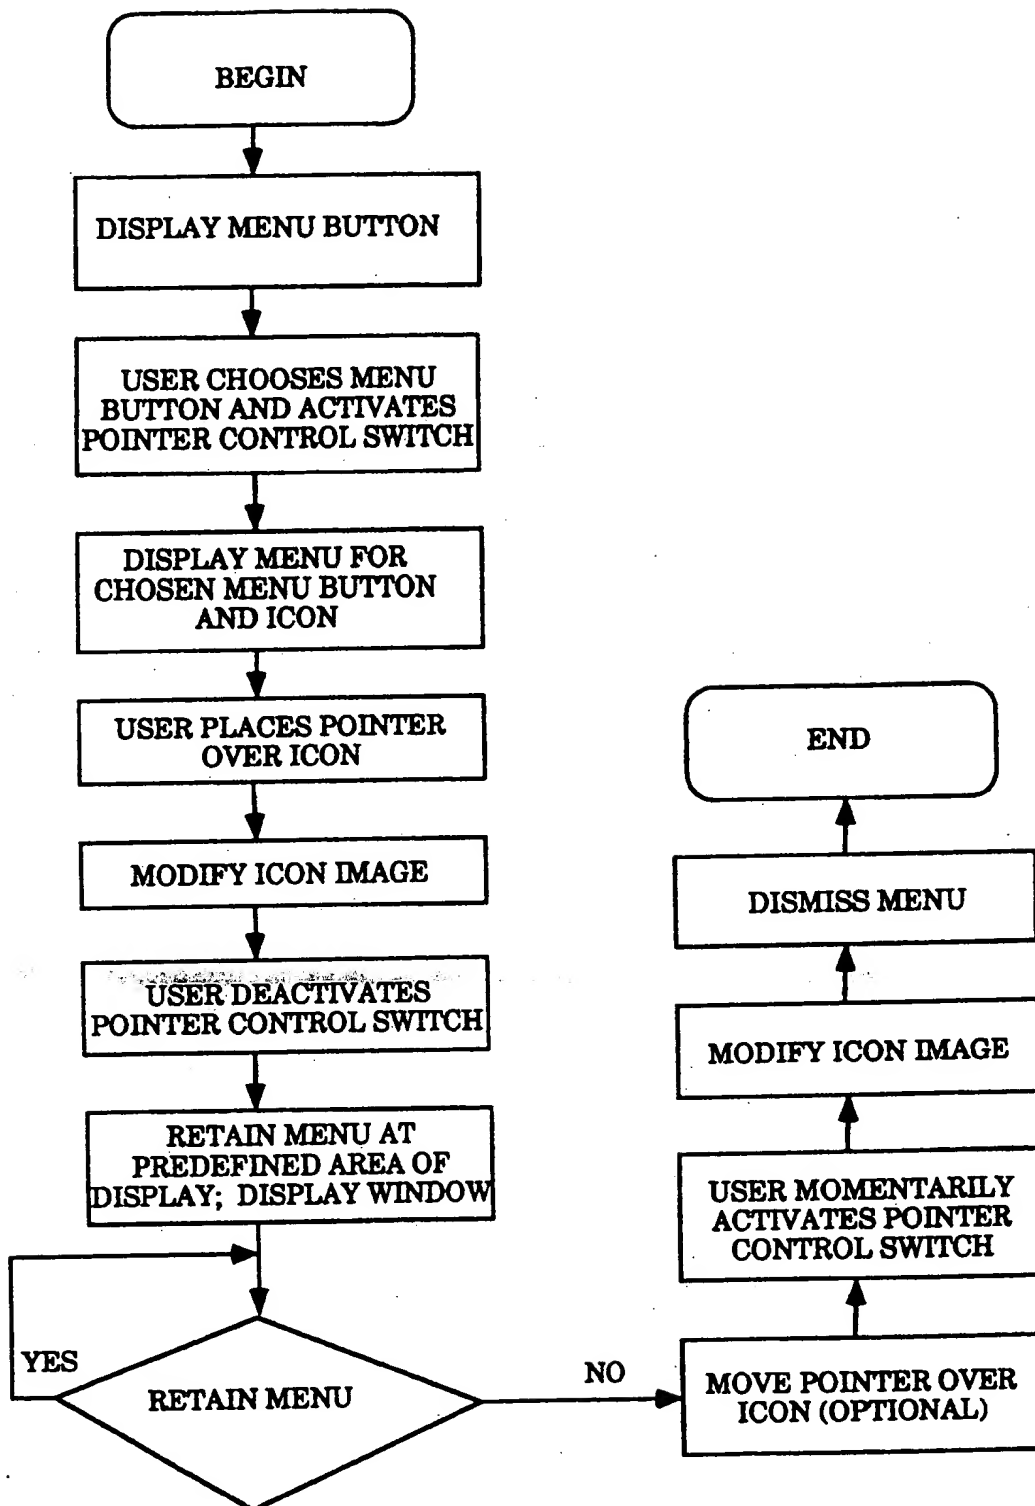 BEGIN
DISPLAY MENU BUTTON
USER CHOOSES MENU
BUTTON AND ACTIVATES
POINTER CONTROL SWITCH
DISPLAY MENU FOR
CHOSEN MENU BUTTON
AND ICON
USER PLACES POINTER
OVER ICON
MODIFY ICON IMAGE
USER DEACTIVATES
POINTER CONTROL SWITCH
RETAIN MENU AT
PREDEFINED AREA OF
DISPLAY; DISPLAY WINDOW
YES
RETAIN MENU
NO
MOVE POINTER OVER
ICON (OPTIONAL)
USER MOMENTARILY
ACTIVATES POINTER
CONTROL SWITCH
MODIFY ICON IMAGE
DISMISS MENU
END